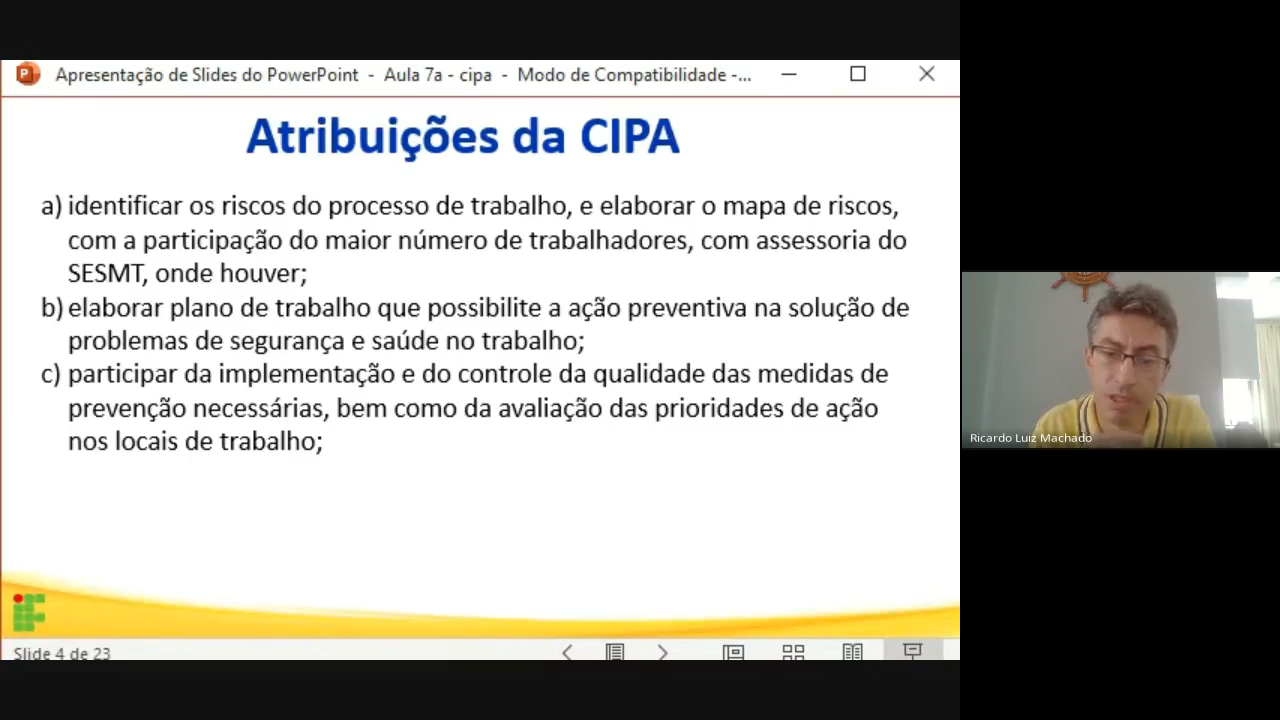 Apresentação de Slides do PowerPoint - Aula 7a - cipa - Modo de Compatibilidade -...
Atribuições da CIPA
a) identificar os riscos do processo de trabalho, e elaborar o mapa de riscos,
com a participação do maior número de trabalhadores, com assessoria do
SESMT, onde houver;
b) elaborar plano de trabalho que possibilite a ação preventiva na solução de
problemas de segurança e saúde no trabalho;
c) participar da implementação e do controle da qualidade das medidas de
prevenção necessárias, bem como da avaliação das prioridades de ação
nos locais de trabalho;
Slide 4 de 23
Ricardo Luiz Machado